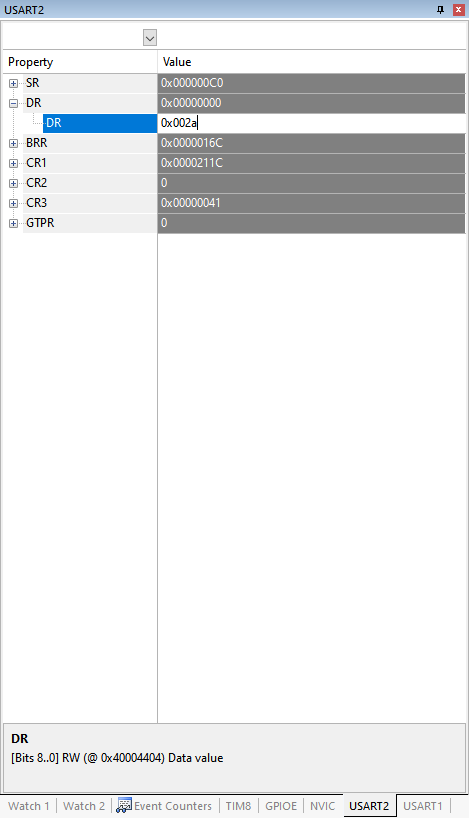 USART2
Property Value
SR 0x000000C0
DR 0x00000000
DR 0x002a
BRR 0x0000016C
CR1 0x0000211C
CR2 0
CR3 0x00000041
GTPR 0
DR
[Bits 8..0] RW (@ 0x40004404) Data value
Watch 1 Watch 2 Event Counters TIM8 GPIOE NVIC USART2 USART1